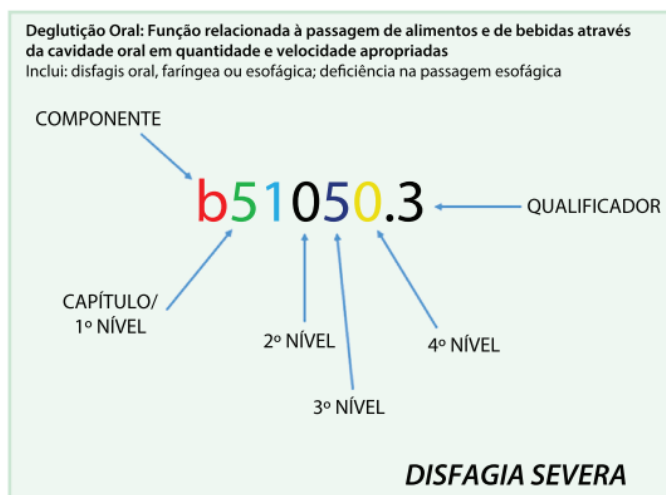 Deglutição Oral: Função relacionada à passagem de alimentos e de bebidas através
da cavidade oral em quantidade e velocidade apropriadas
Inclui: disfagis oral, faríngea ou esofágica; deficiência na passagem esofágica
COMPONENTE
b51050.3
QUALIFICADOR
CAPÍTULO/
1º NÍVEL
2º NÍVEL
4º NÍVEL
3º NÍVEL
DISFAGIA SEVERA